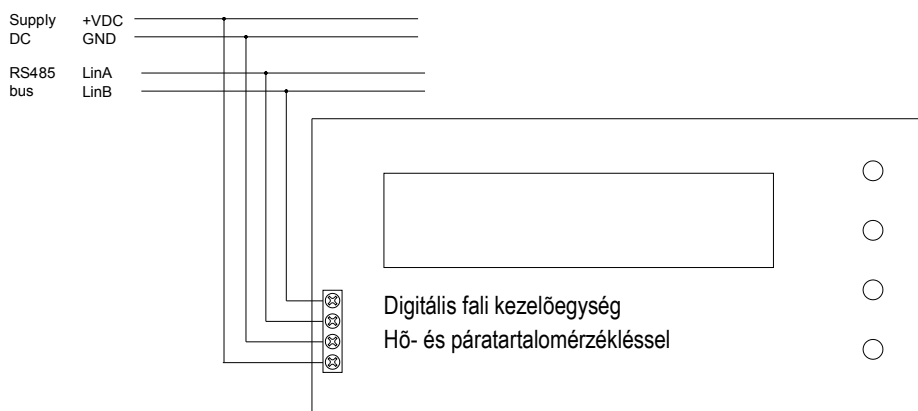 Supply +VDC
DC GND
RS485 LinA
bus LinB
Digitális fali kezelõegység
Hõ- és páratartalomérzékléssel